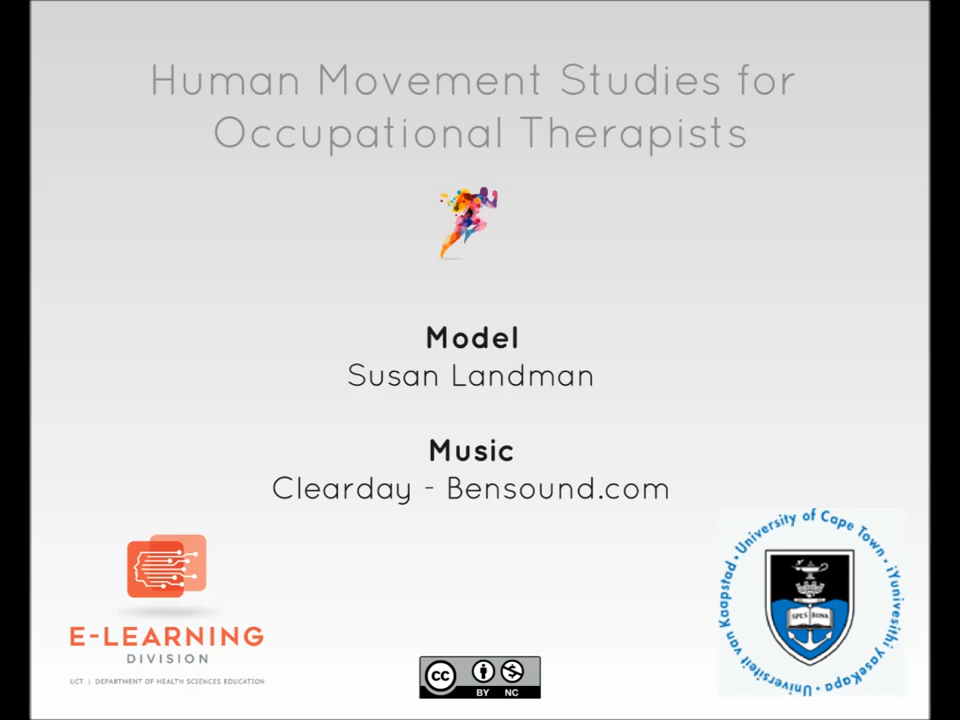 Human Movement Studies for
Occupational Therapists
Model
Susan Landman
Music
Clearday - Bensound.com
E-LEARNING
DIVISION
UCT | DEPARTMENT OF HEALTH SCIENCES EDUCATION
cc
BY NC
University of Cape Town · iYunivesithi yaseKapa · Universiteit van Kaapstad ·
SPES BONA